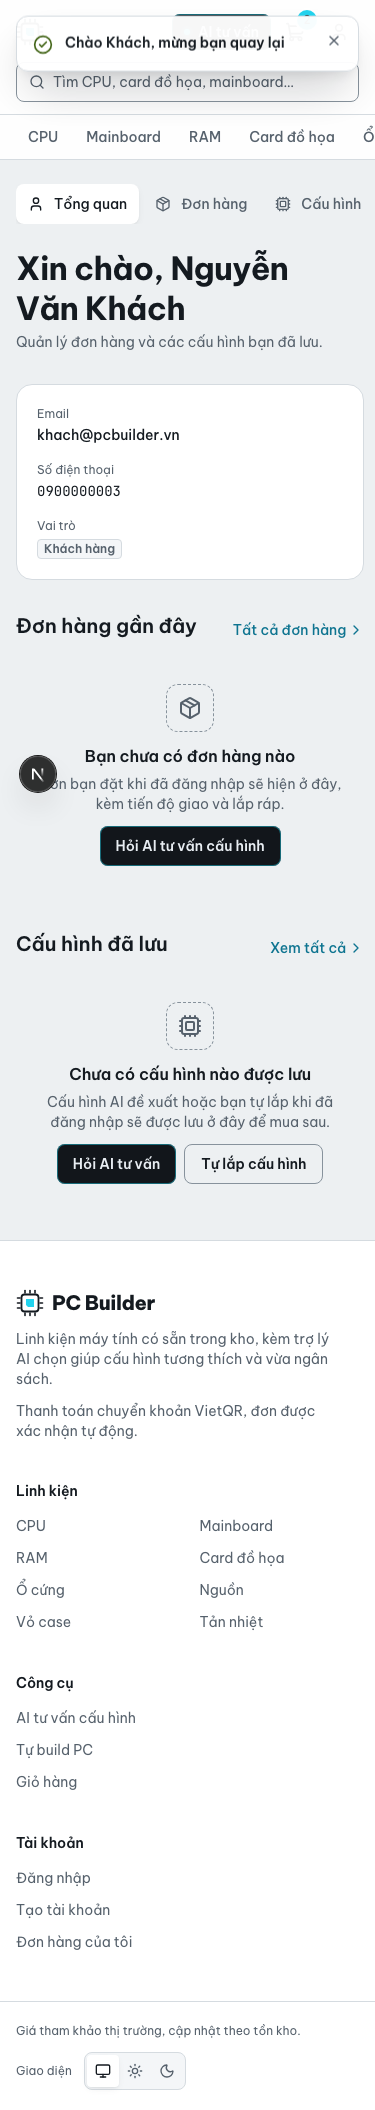 Chào Khách, mừng bạn quay lại
Tìm CPU, card đồ họa, mainboard...
CPU Mainboard RAM Card đồ họa Ổ
Tổng quan Đơn hàng Cấu hình
Xin chào, Nguyễn
Văn Khách
Quản lý đơn hàng và các cấu hình bạn đã lưu.
Email
khach@pcbuilder.vn
Số điện thoại
0900000003
Vai trò
Khách hàng
Đơn hàng gần đây Tất cả đơn hàng
Bạn chưa có đơn hàng nào
bạn đặt khi đã đăng nhập sẽ hiện ở đây,
kèm tiến độ giao và lắp ráp.
Hỏi AI tư vấn cấu hình
Cấu hình đã lưu Xem tất cả
Chưa có cấu hình nào được lưu
Cấu hình AI đề xuất hoặc bạn tự lắp khi đã
đăng nhập sẽ được lưu ở đây để mua sau.
Hỏi AI tư vấn Tự lắp cấu hình
PC Builder
Linh kiện máy tính có sẵn trong kho, kèm trợ lý
AI chọn giúp cấu hình tương thích và vừa ngân
sách.
Thanh toán chuyển khoản VietQR, đơn được
xác nhận tự động.
Linh kiện
CPU Mainboard
RAM Card đồ họa
Ổ cứng Nguồn
Vỏ case Tản nhiệt
Công cụ
AI tư vấn cấu hình
Tự build PC
Giỏ hàng
Tài khoản
Đăng nhập
Tạo tài khoản
Đơn hàng của tôi
Giá tham khảo thị trường, cập nhật theo tồn kho.
Giao diện